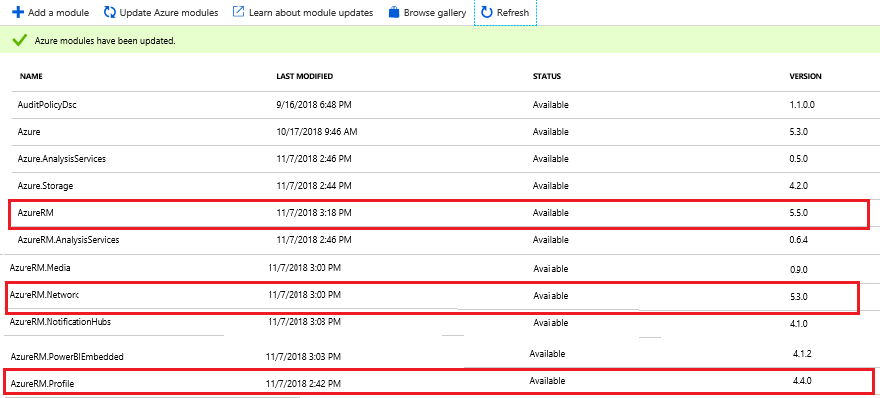 Add a module Update Azure modules Learn about module updates Browse gallery Refresh
Azure modules have been updated.
NAME LAST MODIFIED STATUS VERSION
AuditPolicyDsc 9/16/2018 6:48 PM Available 1.1.0.0
Azure 10/17/2018 9:46 AM Available 5.3.0
Azure.AnalysisServices 11/7/2018 2:46 PM Available 0.5.0
Azure.Storage 11/7/2018 2:44 PM Available 4.2.0
AzureRM 11/7/2018 3:18 PM Available 5.5.0
AzureRM.AnalysisServices 11/7/2018 2:46 PM Available 0.6.4
AzureRM.Media 11/7/2018 3:00 PM Available 0.9.0
AzureRM.Network 11/7/2018 3:00 PM Available 5.3.0
AzureRM.NotificationHubs 11/7/2018 3:03 PM Available 4.1.0
AzureRM.PowerBIEmbedded 11/7/2018 3:03 PM Available 4.1.2
AzureRM.Profile 11/7/2018 2:42 PM Available 4.4.0